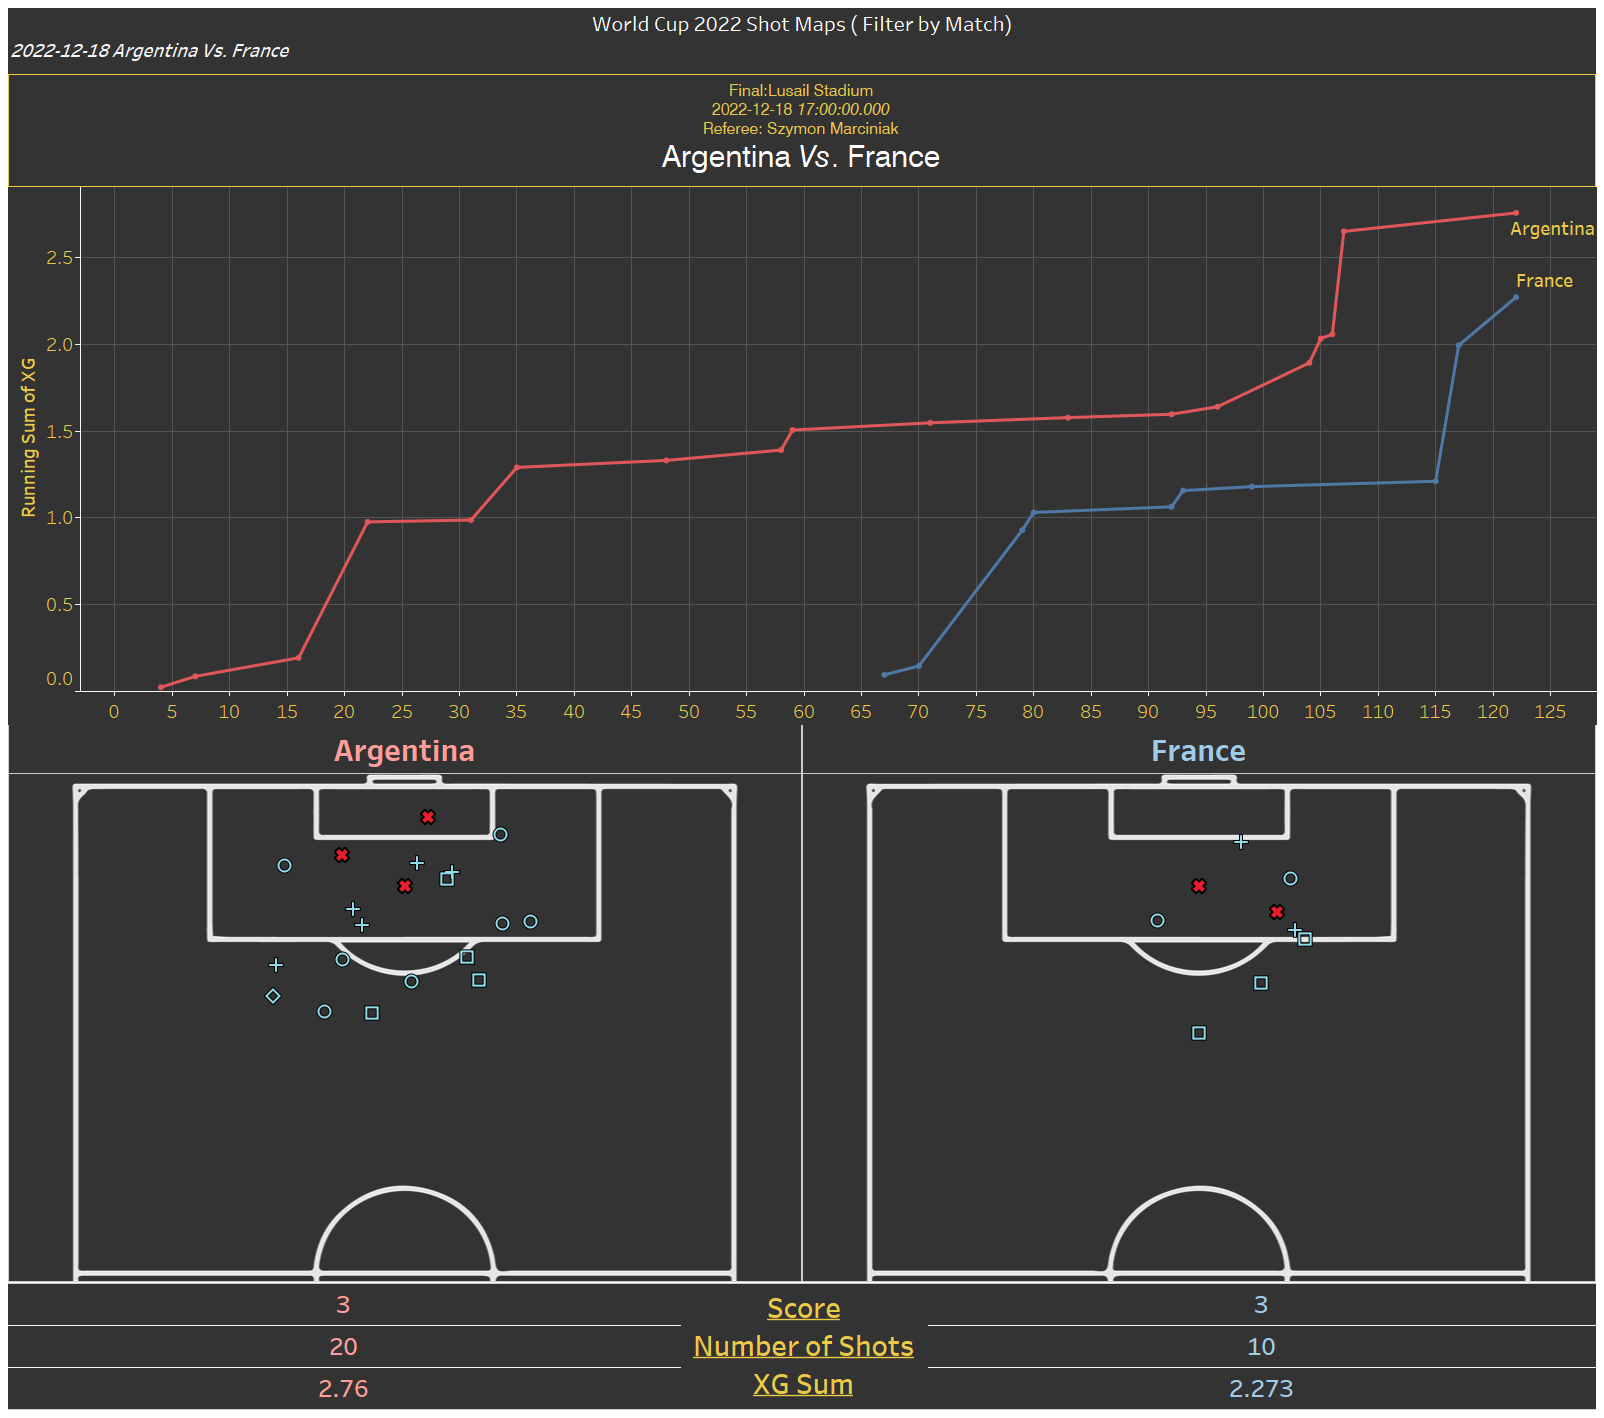 World Cup 2022 Shot Maps ( Filter by Match)
2022-12-18 Argentina Vs. France
Final:Lusail Stadium
2022-12-18 17:00:00.000
Referee: Szymon Marciniak
Argentina Vs. France
Running Sum of XG
2.5
2.0
1.5
1.0
0.5
0.0
Argentina
France
0 5 10 15 20 25 30 35 40 45 50 55 60 65 70 75 80 85 90 95 100 105 110 115 120 125
Argentina France
3 Score 3
20 Number of Shots 10
2.76 XG Sum 2.273